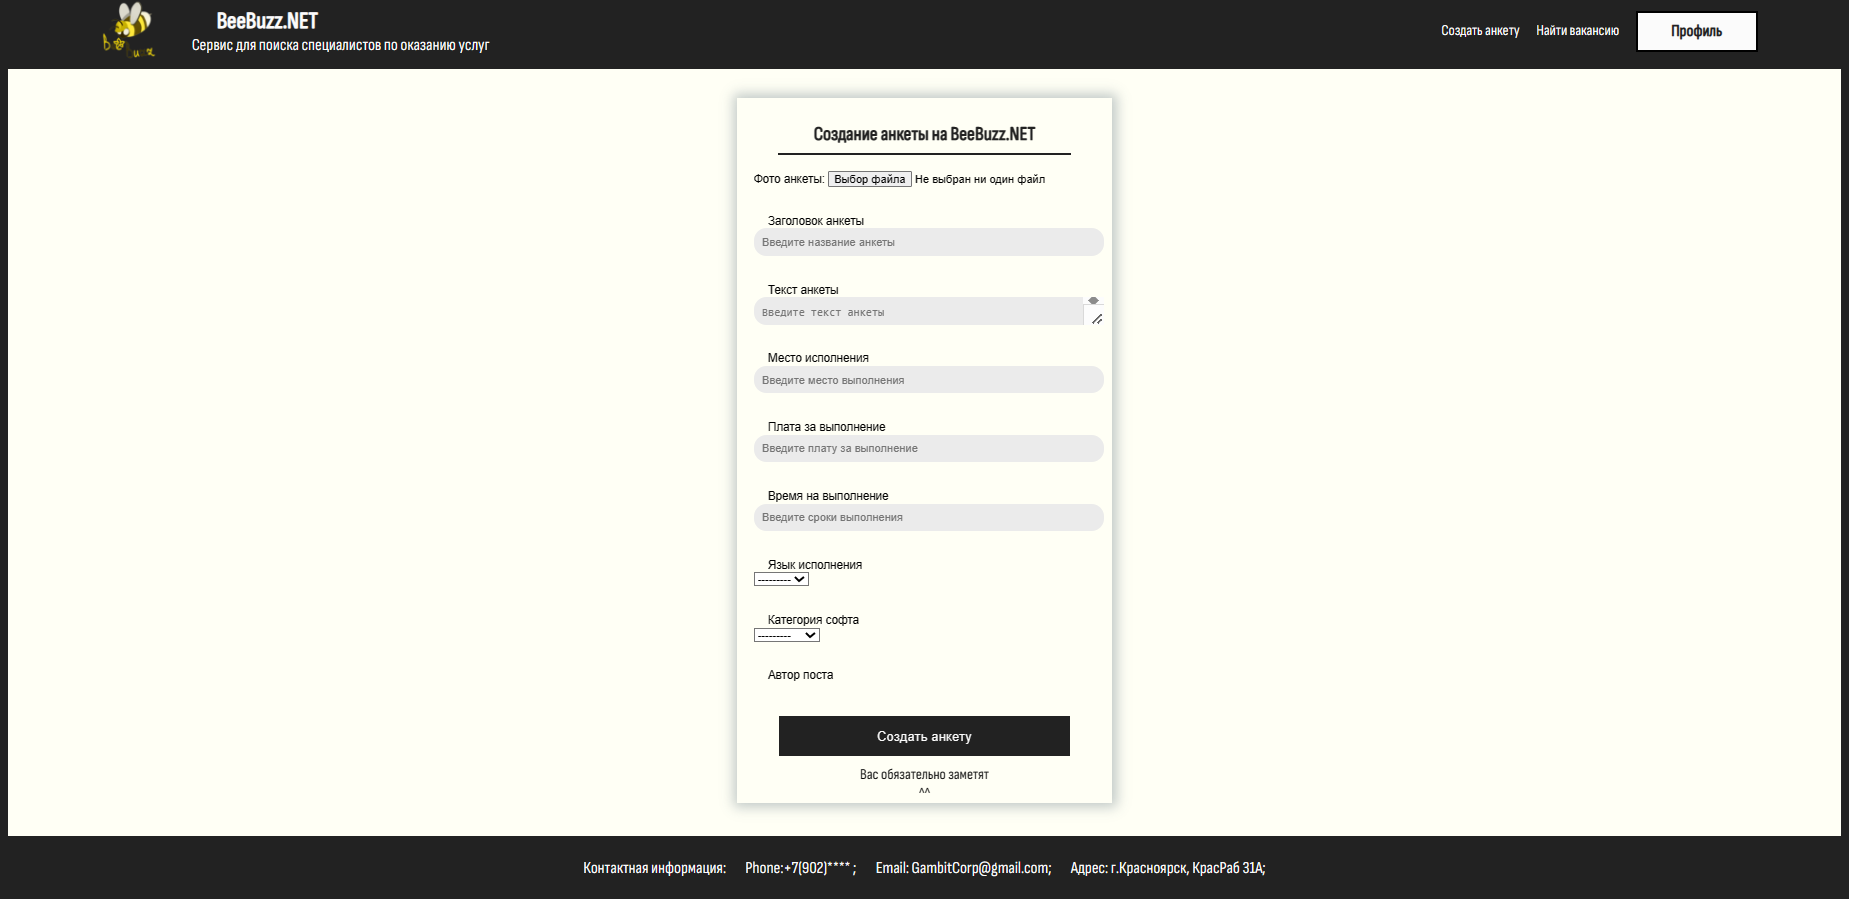 BeeBuzz.NET
Сервис для поиска специалистов по оказанию услуг
Создать анкету
Найти вакансию
Профиль
Создание анкеты на BeeBuzz.NET
Фото анкеты: Выбор файла Не выбран ни один файл
Заголовок анкеты
Введите название анкеты
Текст анкеты
Введите текст анкеты
Место исполнения
Введите место выполнения
Плата за выполнение
Введите плату за выполнение
Время на выполнение
Введите сроки выполнения
Язык исполнения
---------
Категория софта
---------
Автор поста
Создать анкету
Вас обязательно заметят
^^
Контактная информация: Phone:+7(902)**** ; Email: GambitCorp@gmail.com; Адрес: г.Красноярск, КрасРаб 31А;